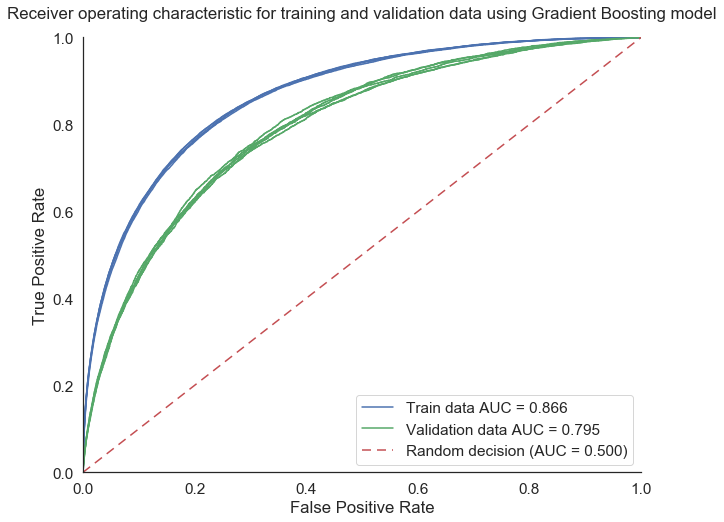 Receiver operating characteristic for training and validation data using Gradient Boosting model
1.0
0.8
0.6
0.4
0.2
0.0
True Positive Rate
Train data AUC = 0.866
Validation data AUC = 0.795
Random decision (AUC = 0.500)
0.0 0.2 0.4 0.6 0.8 1.0
False Positive Rate